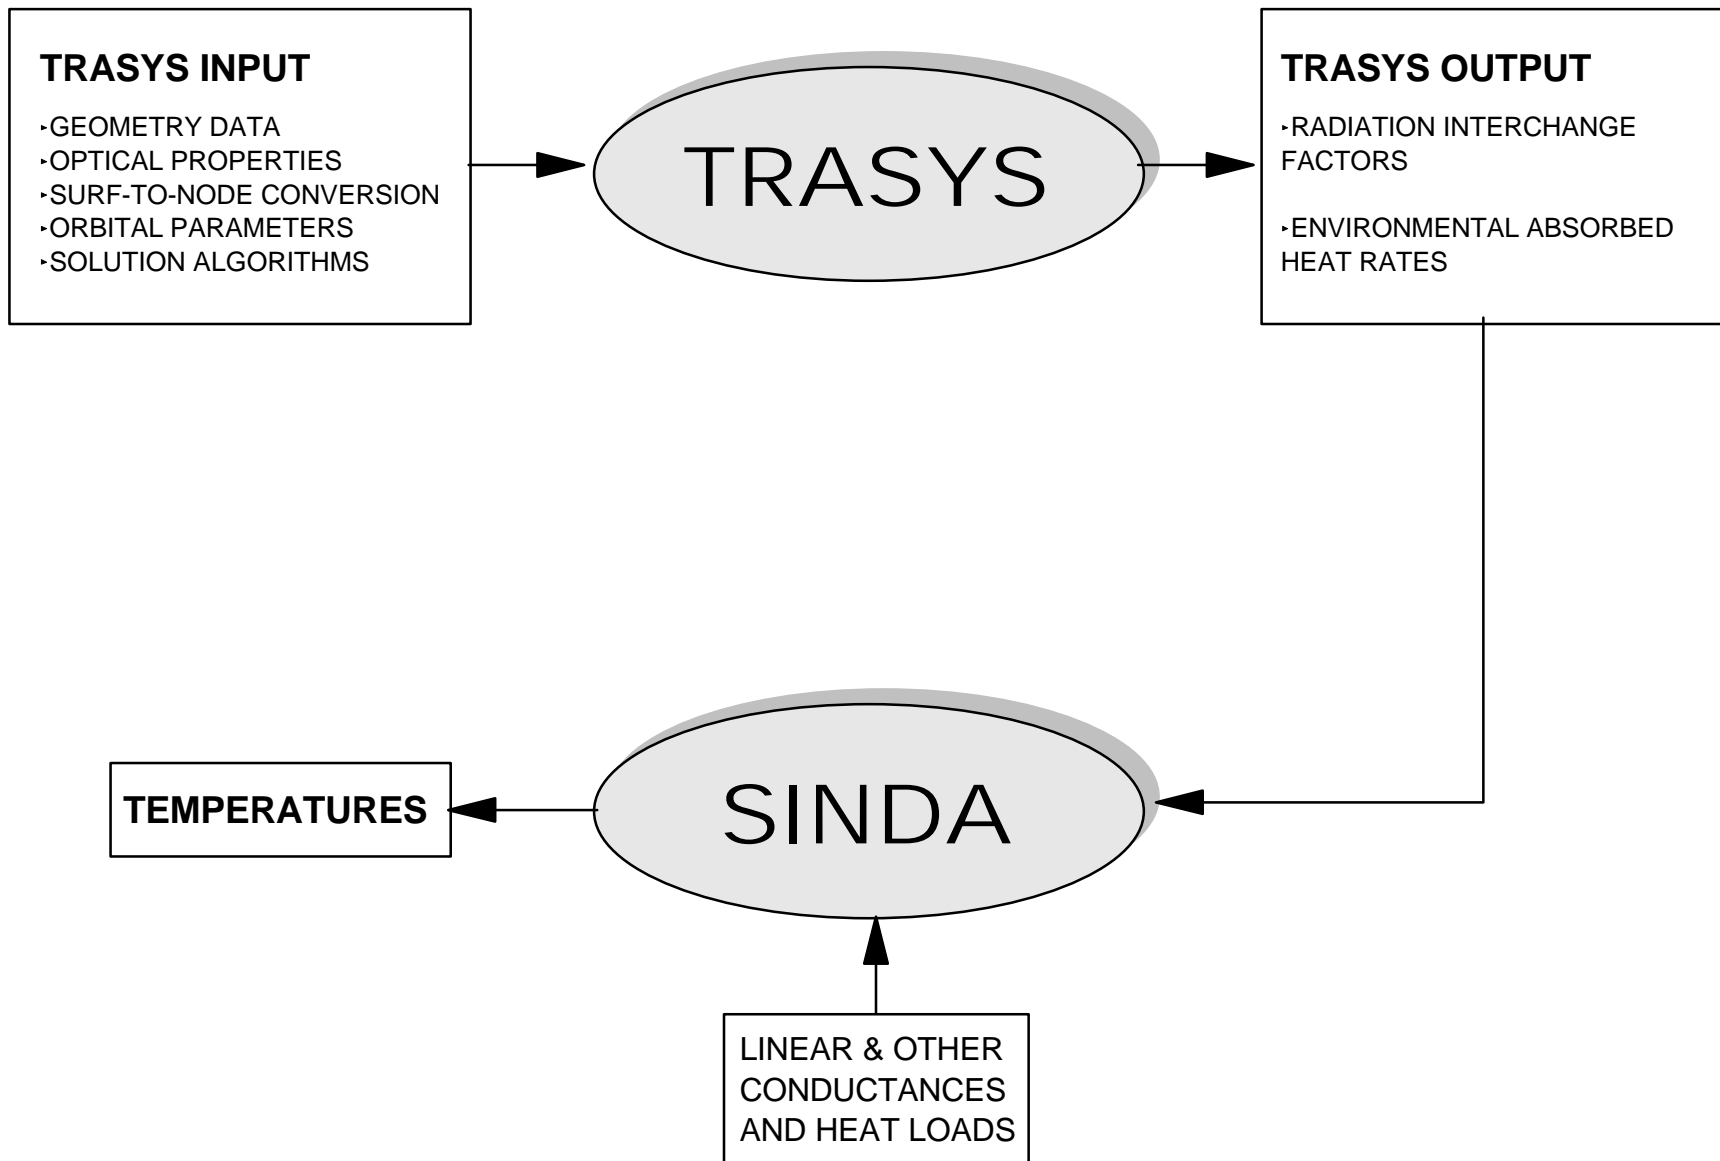 TRASYS INPUT
▸GEOMETRY DATA
▸OPTICAL PROPERTIES
▸SURF-TO-NODE CONVERSION
▸ORBITAL PARAMETERS
▸SOLUTION ALGORITHMS
TRASYS
TRASYS OUTPUT
▸RADIATION INTERCHANGE
FACTORS
▸ENVIRONMENTAL ABSORBED
HEAT RATES
TEMPERATURES
SINDA
LINEAR & OTHER
CONDUCTANCES
AND HEAT LOADS